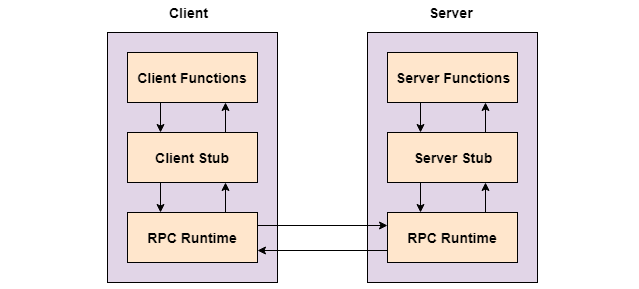 Client
Server
Client Functions
Server Functions
Client Stub
Server Stub
RPC Runtime
RPC Runtime